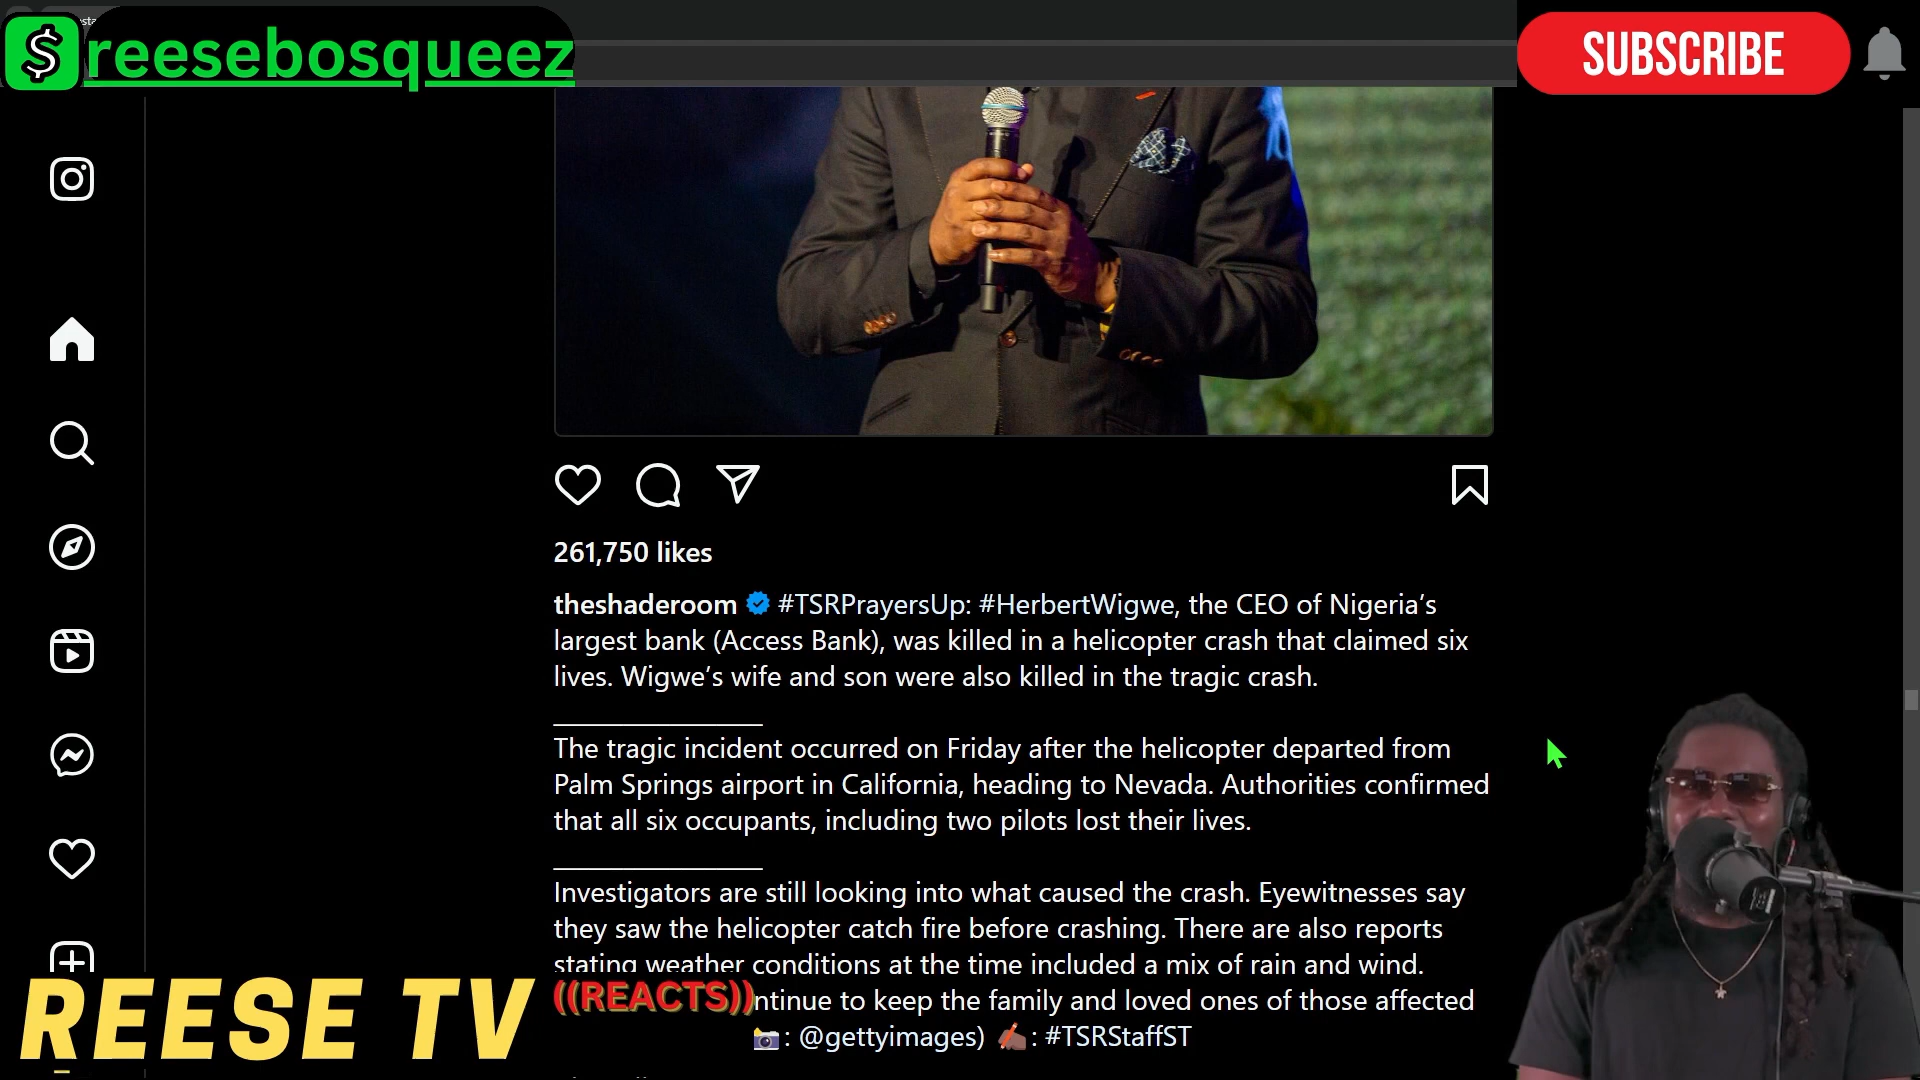 reesebosqueez
SUBSCRIBE
261,750 likes
theshaderoom #TSRPrayersUp: #HerbertWigwe, the CEO of Nigeria’s
largest bank (Access Bank), was killed in a helicopter crash that claimed six
lives. Wigwe’s wife and son were also killed in the tragic crash.
The tragic incident occurred on Friday after the helicopter departed from
Palm Springs airport in California, heading to Nevada. Authorities confirmed
that all six occupants, including two pilots lost their lives.
Investigators are still looking into what caused the crash. Eyewitnesses say
they saw the helicopter catch fire before crashing. There are also reports
stating weather conditions at the time included a mix of rain and wind.
ntinue to keep the family and loved ones of those affected
: @gettyimages) : #TSRStaffST
REESE TV
((REACTS))